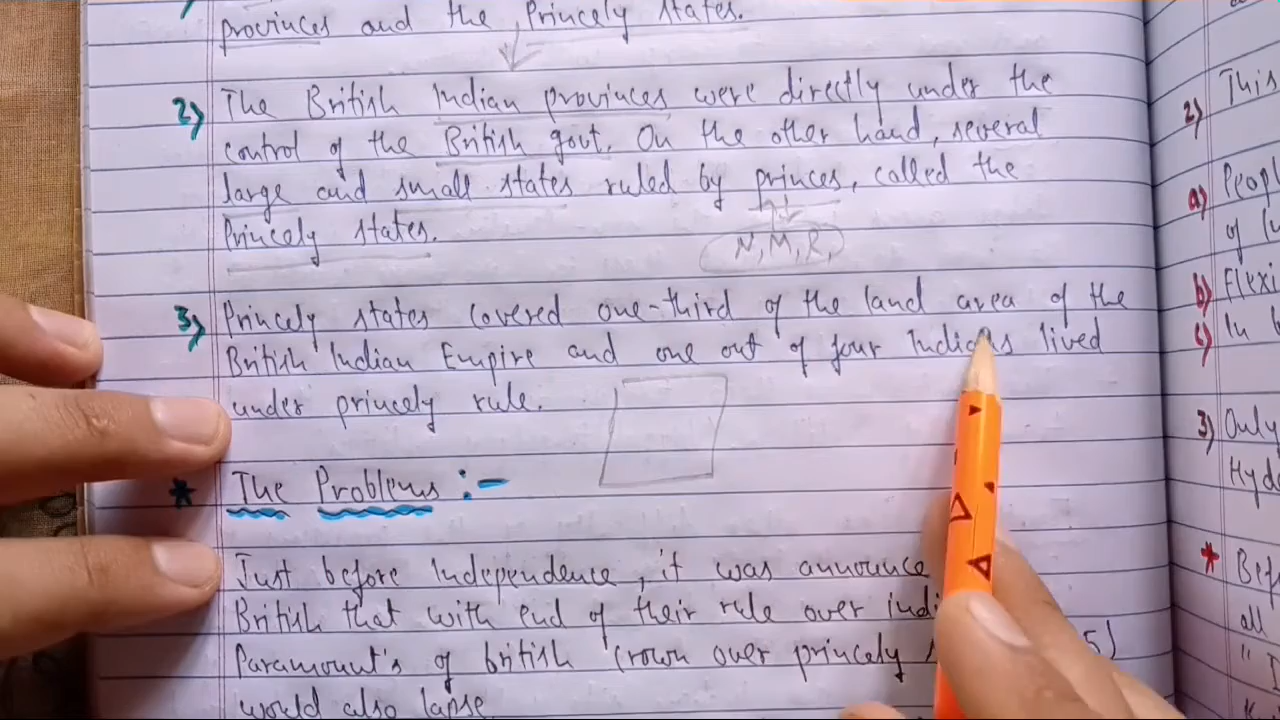 provinces and the Princely states.
2) The British Indian provinces were directly under the
control of the British govt. On the other hand, several
large and small states ruled by princes, called the
Princely states.
N, M, R,
3) Princely states covered one-third of the land area of the
British Indian Empire and one out of four Indians lived
under princely rule.
* The Problems :-
Just before Independence, it was announce
British that with end of their rule over indi
Paramount's of british crown over princely s 5)
would also lapse.
2) This
a) Peopl
of
b) Flexi
c) In
3) Only
Hyde
* Bef
all
"I